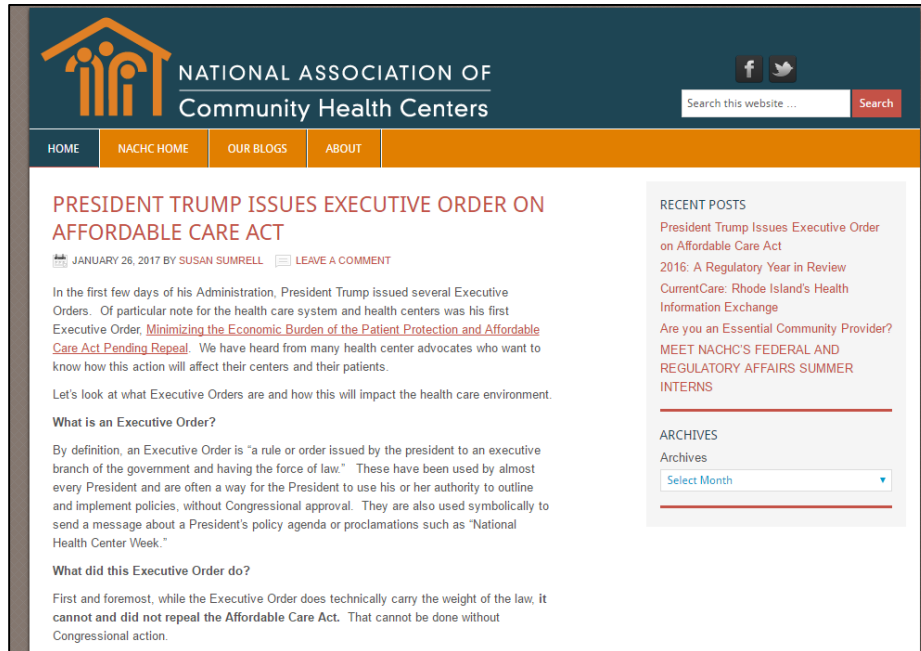 NATIONAL ASSOCIATION OF
Community Health Centers
Search this website ...
Search
HOME
NACHC HOME
OUR BLOGS
ABOUT
PRESIDENT TRUMP ISSUES EXECUTIVE ORDER ON
AFFORDABLE CARE ACT
JANUARY 26, 2017 BY SUSAN SUMRELL LEAVE A COMMENT
In the first few days of his Administration, President Trump issued several Executive
Orders. Of particular note for the health care system and health centers was his first
Executive Order, Minimizing the Economic Burden of the Patient Protection and Affordable
Care Act Pending Repeal. We have heard from many health center advocates who want to
know how this action will affect their centers and their patients.
Let's look at what Executive Orders are and how this will impact the health care environment.
What is an Executive Order?
By definition, an Executive Order is “a rule or order issued by the president to an executive
branch of the government and having the force of law.” These have been used by almost
every President and are often a way for the President to use his or her authority to outline
and implement policies, without Congressional approval. They are also used symbolically to
send a message about a President's policy agenda or proclamations such as “National
Health Center Week.”
What did this Executive Order do?
First and foremost, while the Executive Order does technically carry the weight of the law, it
cannot and did not repeal the Affordable Care Act. That cannot be done without
Congressional action.
RECENT POSTS
President Trump Issues Executive Order
on Affordable Care Act
2016: A Regulatory Year in Review
CurrentCare: Rhode Island's Health
Information Exchange
Are you an Essential Community Provider?
MEET NACHC'S FEDERAL AND
REGULATORY AFFAIRS SUMMER
INTERNS
ARCHIVES
Archives
Select Month